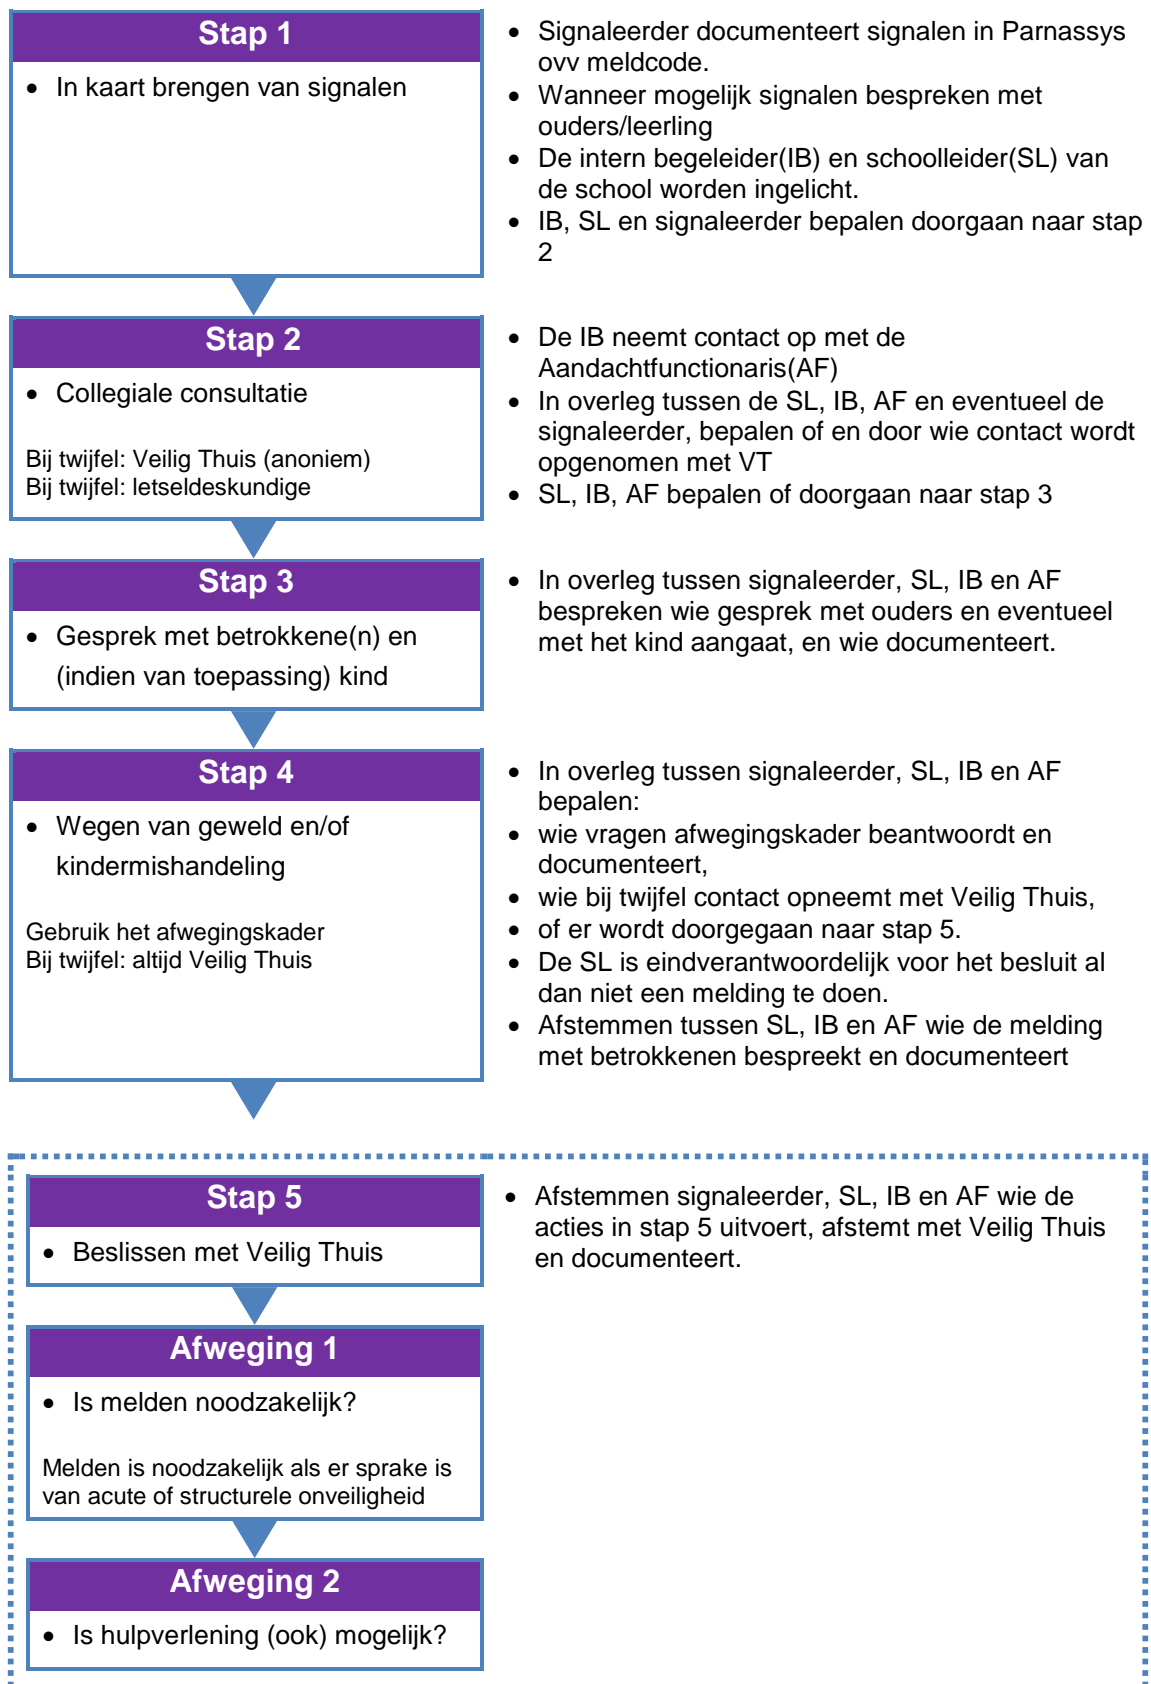 Stap 1
• In kaart brengen van signalen
• Signaleerder documenteert signalen in Parnassys
ovv meldcode.
• Wanneer mogelijk signalen bespreken met
ouders/leerling
• De intern begeleider(IB) en schoolleider(SL) van
de school worden ingelicht.
• IB, SL en signaleerder bepalen doorgaan naar stap
2
Stap 2
• Collegiale consultatie
Bij twijfel: Veilig Thuis (anoniem)
Bij twijfel: letseldeskundige
• De IB neemt contact op met de
Aandachtfunctionaris(AF)
• In overleg tussen de SL, IB, AF en eventueel de
signaleerder, bepalen of en door wie contact wordt
opgenomen met VT
• SL, IB, AF bepalen of doorgaan naar stap 3
Stap 3
• Gesprek met betrokkene(n) en
(indien van toepassing) kind
• In overleg tussen signaleerder, SL, IB en AF
bespreken wie gesprek met ouders en eventueel
met het kind aangaat, en wie documenteert.
Stap 4
• Wegen van geweld en/of
kindermishandeling
Gebruik het afwegingskader
Bij twijfel: altijd Veilig Thuis
• In overleg tussen signaleerder, SL, IB en AF
bepalen:
• wie vragen afwegingskader beantwoordt en
documenteert,
• wie bij twijfel contact opneemt met Veilig Thuis,
• of er wordt doorgegaan naar stap 5.
• De SL is eindverantwoordelijk voor het besluit al
dan niet een melding te doen.
• Afstemmen tussen SL, IB en AF wie de melding
met betrokkenen bespreekt en documenteert
Stap 5
• Beslissen met Veilig Thuis
• Afstemmen signaleerder, SL, IB en AF wie de
acties in stap 5 uitvoert, afstemt met Veilig Thuis
en documenteert.
Afweging 1
• Is melden noodzakelijk?
Melden is noodzakelijk als er sprake is
van acute of structurele onveiligheid
Afweging 2
• Is hulpverlening (ook) mogelijk?